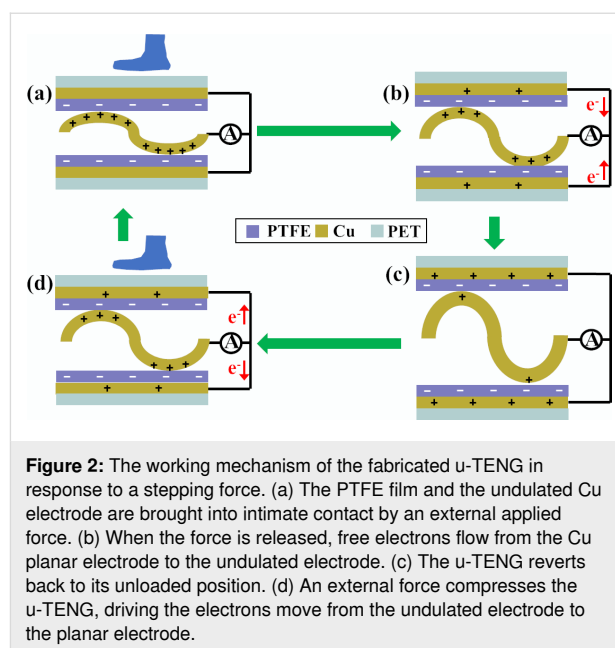 (a)
+ + + + +
- - - - -
+ + + + +
- - - - -
A
(b)
+ +
- - - - -
e-
+ + +
A
+ + +
e-
- - - - -
+ +
PTFE Cu PET
(d)
+ +
- - - - -
e-
+ + +
A
+ + +
e-
- - - - -
+ +
(c)
+ + + +
- - - - -
+
A
+
- - - - -
+ + + +
Figure 2: The working mechanism of the fabricated u-TENG in
response to a stepping force. (a) The PTFE film and the undulated Cu
electrode are brought into intimate contact by an external applied
force. (b) When the force is released, free electrons flow from the Cu
planar electrode to the undulated electrode. (c) The u-TENG reverts
back to its unloaded position. (d) An external force compresses the
u-TENG, driving the electrons move from the undulated electrode to
the planar electrode.